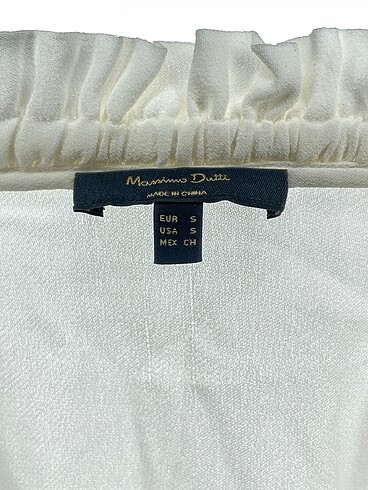 Massimo Dutti
MADE IN CHINA
EUR S
USA S
MEX CH